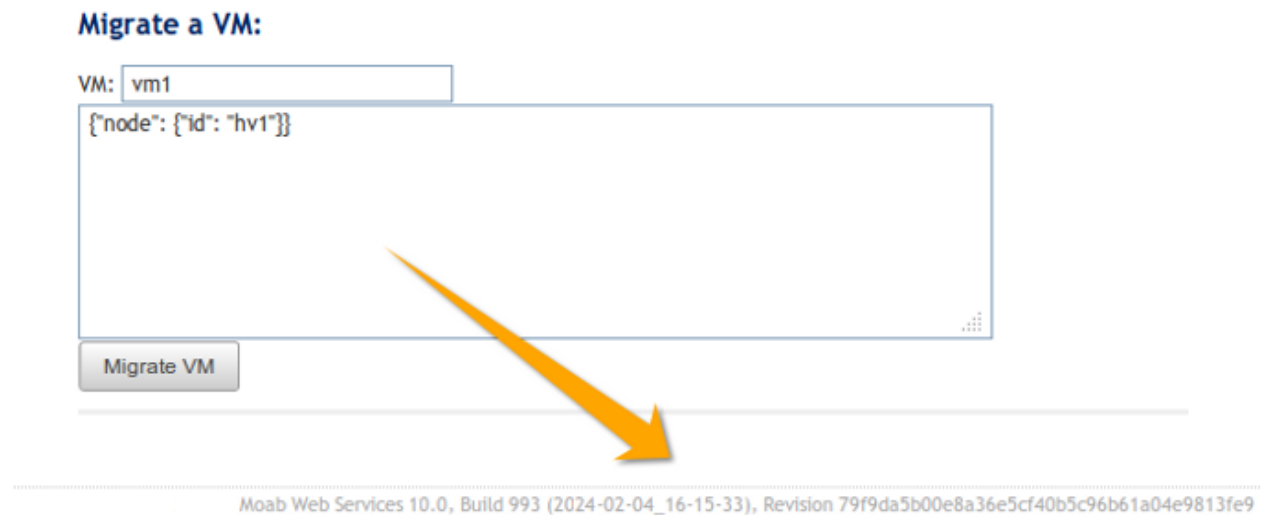 Migrate a VM:
VM: vm1
{"node": {"id": "hv1"}}
Migrate VM
Moab Web Services 10.0, Build 993 (2024-02-04_16-15-33), Revision 79f9da5b00e8a36e5cf40b5c96b61a04e9813fe9